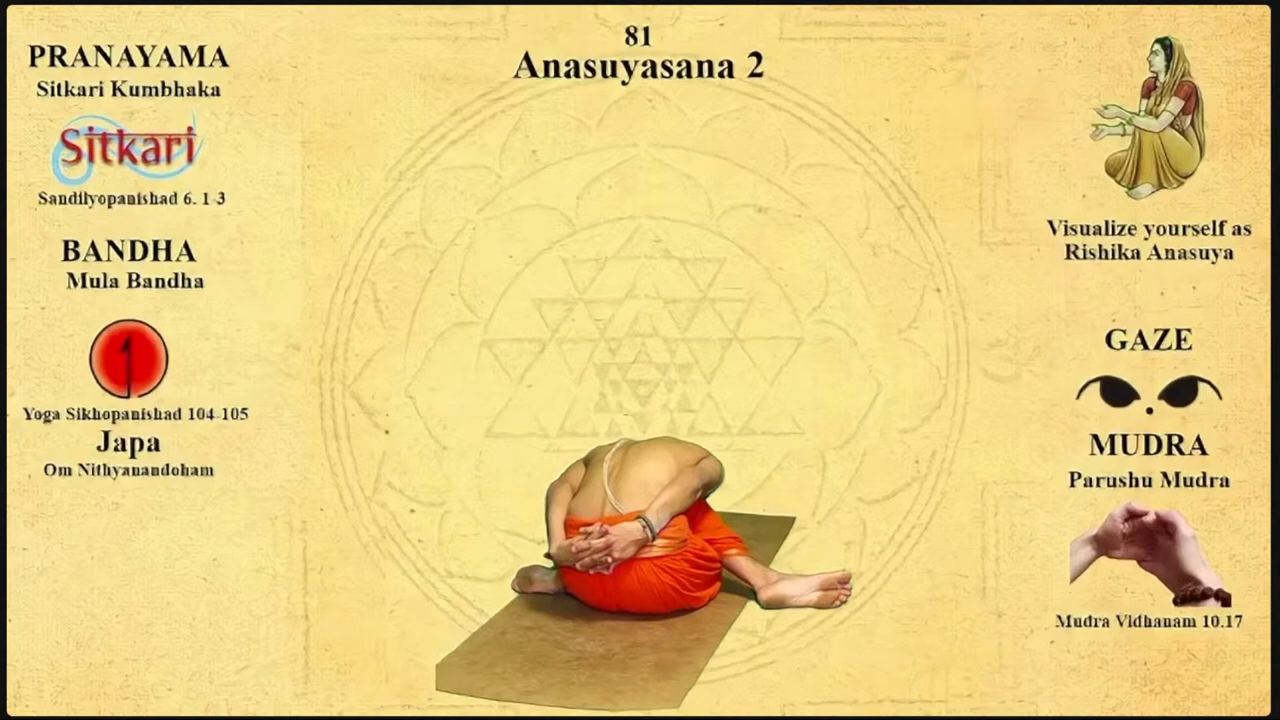 81
Anasuyasana 2
PRANAYAMA
Sitkari Kumbhaka
Sitkari
Sandilyopanishad 6. 1-3
BANDHA
Mula Bandha
1
Yoga Sikhopanishad 104-105
Japa
Om Nithyanandoham
Visualize yourself as
Rishika Anasuya
GAZE
MUDRA
Parushu Mudra
Mudra Vidhanam 10.17